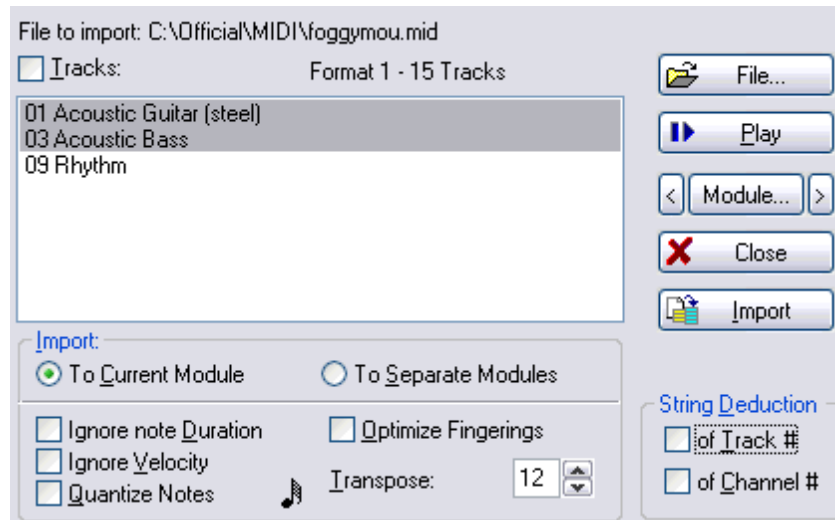 File to import: C:\Official\MIDI\foggymou.mid
Tracks:
Format 1 - 15 Tracks
01 Acoustic Guitar (steel)
03 Acoustic Bass
09 Rhythm
File...
Play
< Module... >
Close
Import
Import:
To Current Module
To Separate Modules
Ignore note Duration
Optimize Fingerings
Ignore Velocity
Quantize Notes
Transpose:
12
String Deduction
of Track #
of Channel #